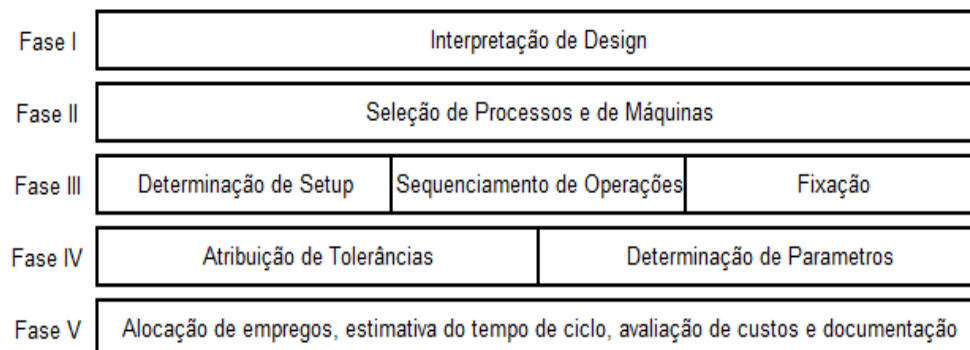 Fase I Interpretação de Design
Fase II Seleção de Processos e de Máquinas
Fase III Determinação de Setup Sequenciamento de Operações Fixação
Fase IV Atribuição de Tolerâncias Determinação de Parametros
Fase V Alocação de empregos, estimativa do tempo de ciclo, avaliação de custos e documentação